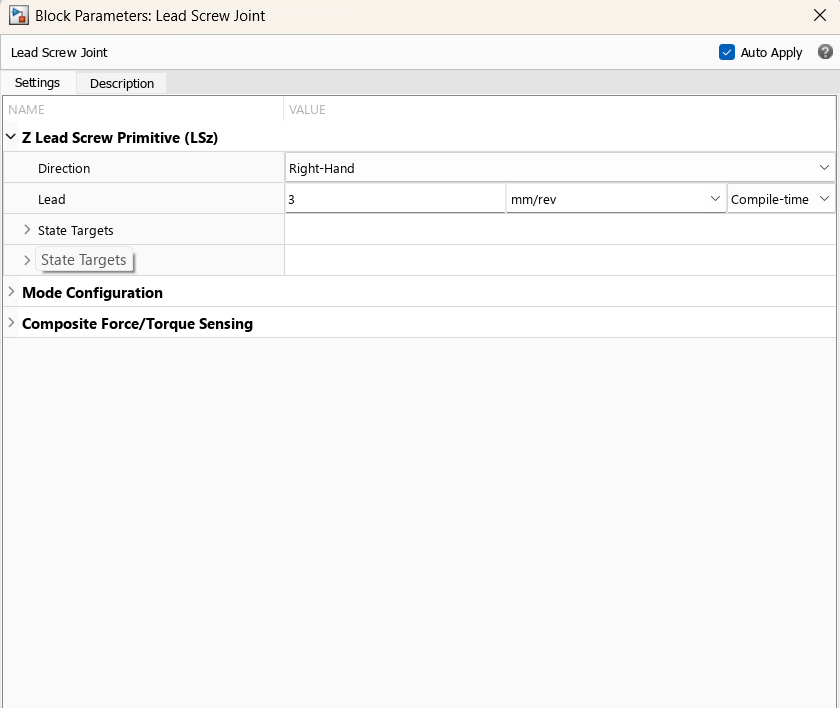 Block Parameters: Lead Screw Joint
Lead Screw Joint
Auto Apply
Settings Description
NAME VALUE
Z Lead Screw Primitive (LSz)
Direction Right-Hand
Lead 3 mm/rev Compile-time
State Targets
State Targets
Mode Configuration
Composite Force/Torque Sensing